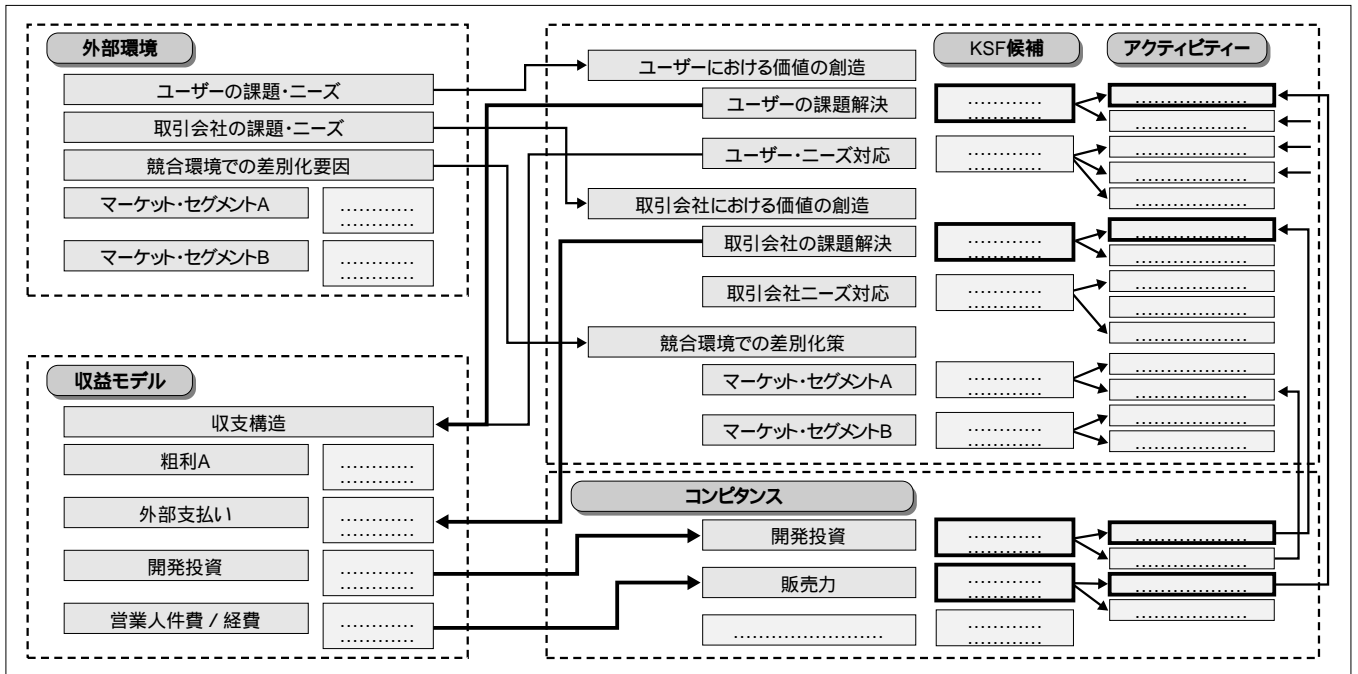 外部環境
ユーザーの課題・ニーズ
取引会社の課題・ニーズ
競合環境での差別化要因
マーケット・セグメントA
…………
…………
マーケット・セグメントB
…………
…………
収益モデル
収支構造
粗利A
…………
…………
外部支払い
…………
…………
開発投資
…………
…………
営業人件費 / 経費
…………
…………
KSF候補
アクティビティー
ユーザーにおける価値の創造
ユーザーの課題解決
…………
…………
………………
………………
ユーザー・ニーズ対応
…………
…………
………………
………………
………………
取引会社における価値の創造
取引会社の課題解決
…………
…………
………………
………………
取引会社ニーズ対応
…………
…………
………………
………………
………………
競合環境での差別化策
マーケット・セグメントA
…………
…………
………………
………………
マーケット・セグメントB
…………
…………
………………
………………
コンピタンス
開発投資
…………
…………
………………
………………
販売力
…………
…………
………………
………………
……………………
…………
…………